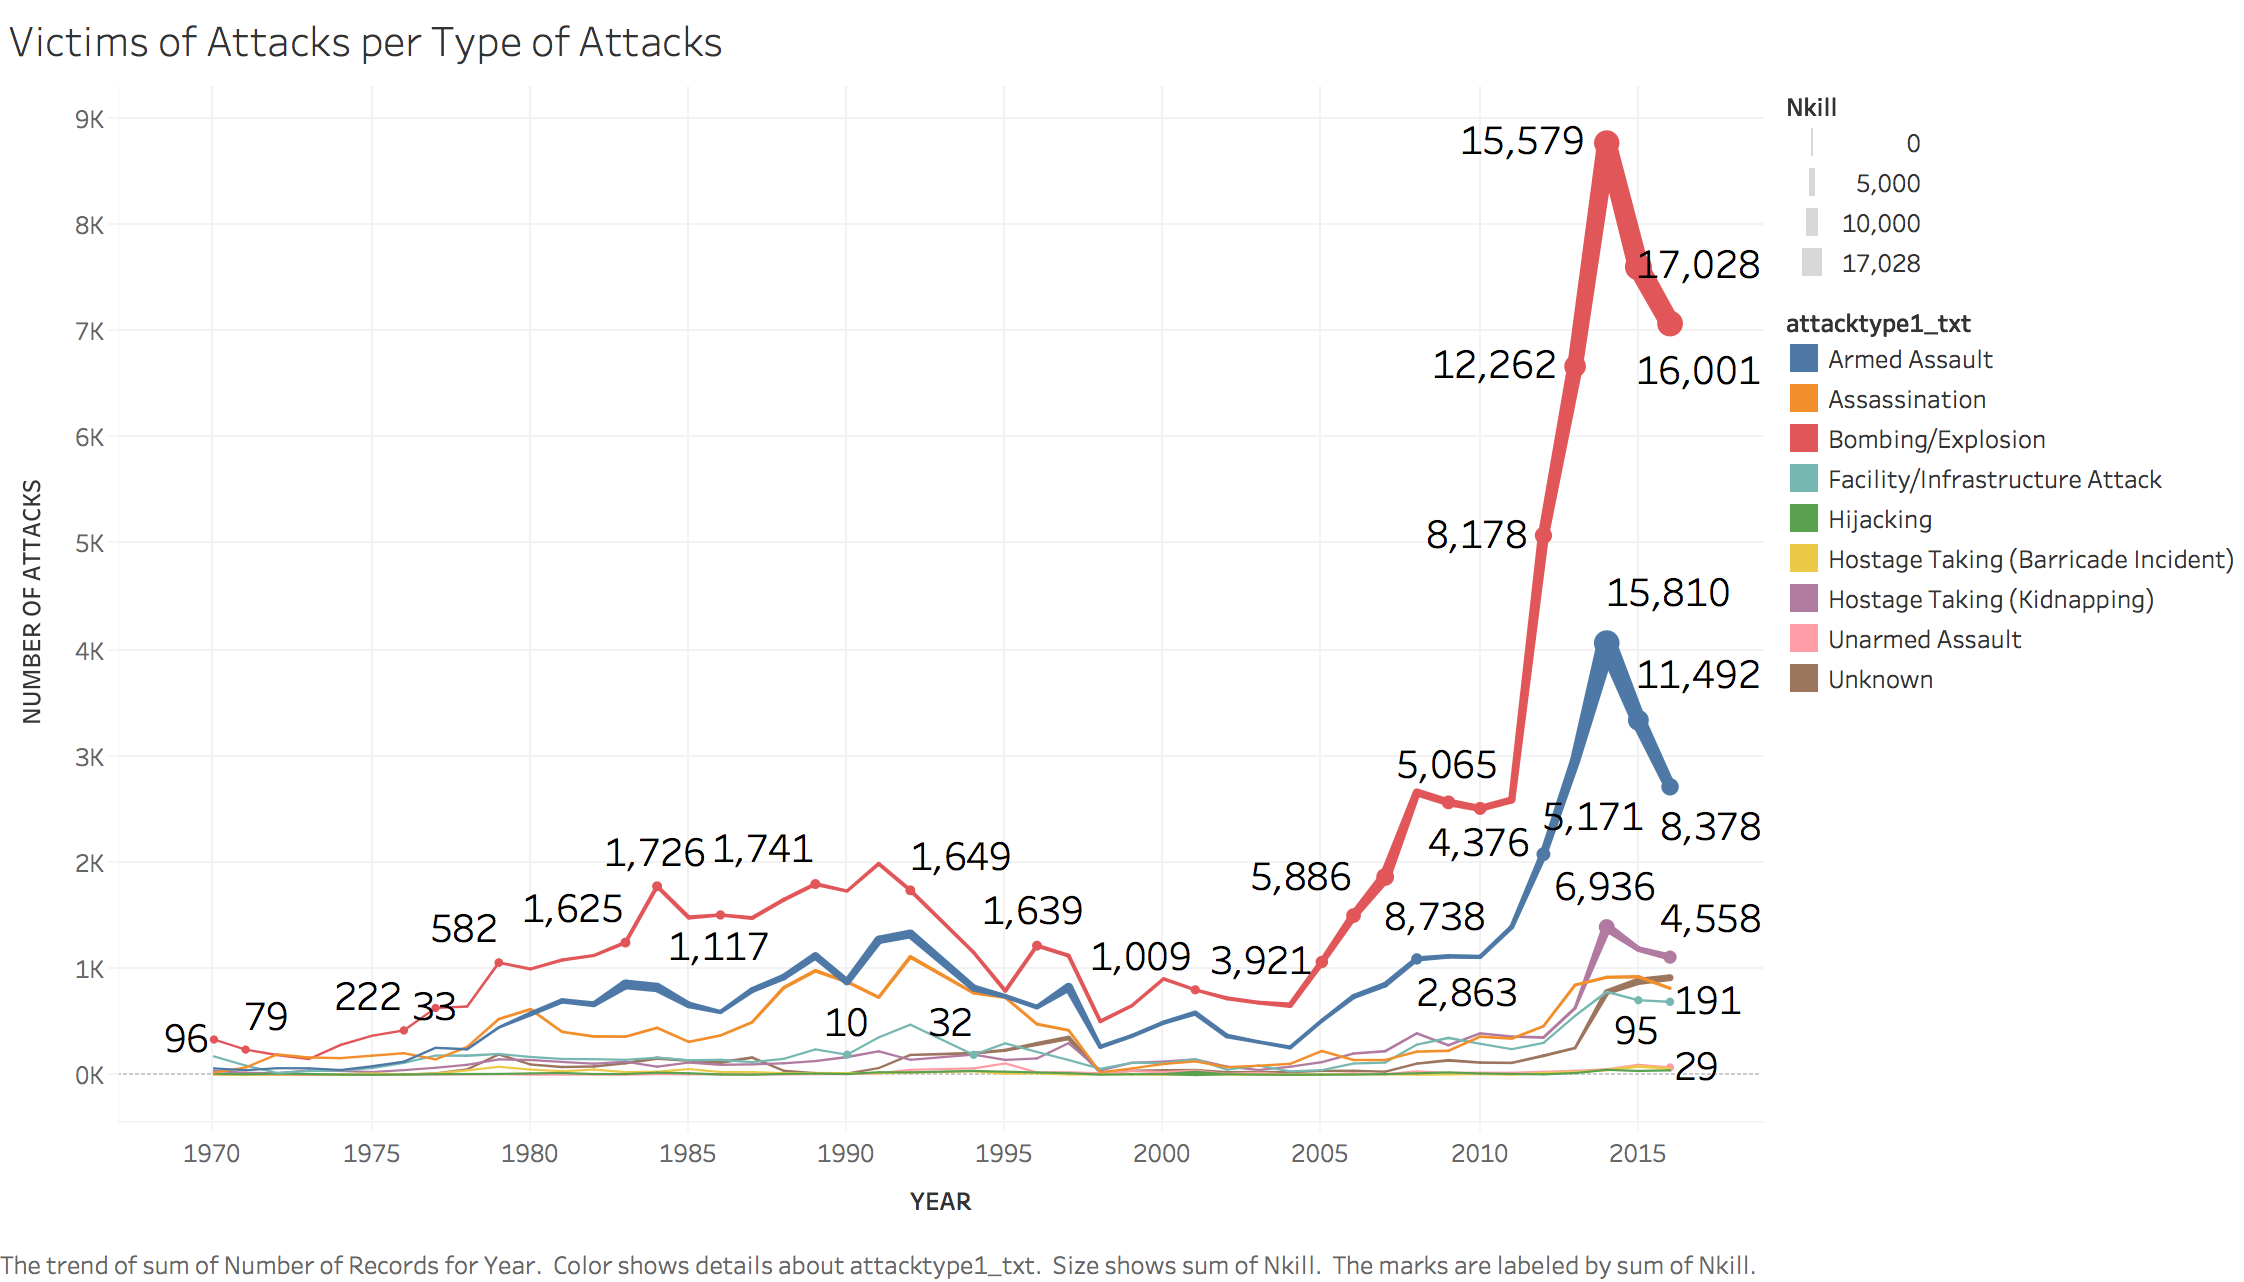 Victims of Attacks per Type of Attacks
9K
8K
7K
6K
5K
4K
3K
2K
1K
0K
NUMBER OF ATTACKS
15,579
17,028
12,262
16,001
8,178
15,810
11,492
5,065
5,171
8,378
4,376
1,726
1,741
1,649
5,886
6,936
1,625
1,639
8,738
4,558
582
1,117
1,009
3,921
2,863
222
33
79
96
10
32
191
95
29
1970
1975
1980
1985
1990
1995
2000
2005
2010
2015
YEAR
Nkill
0
5,000
10,000
17,028
attacktype1_txt
Armed Assault
Assassination
Bombing/Explosion
Facility/Infrastructure Attack
Hijacking
Hostage Taking (Barricade Incident)
Hostage Taking (Kidnapping)
Unarmed Assault
Unknown
The trend of sum of Number of Records for Year.  Color shows details about attacktype1_txt.  Size shows sum of Nkill.  The marks are labeled by sum of Nkill.